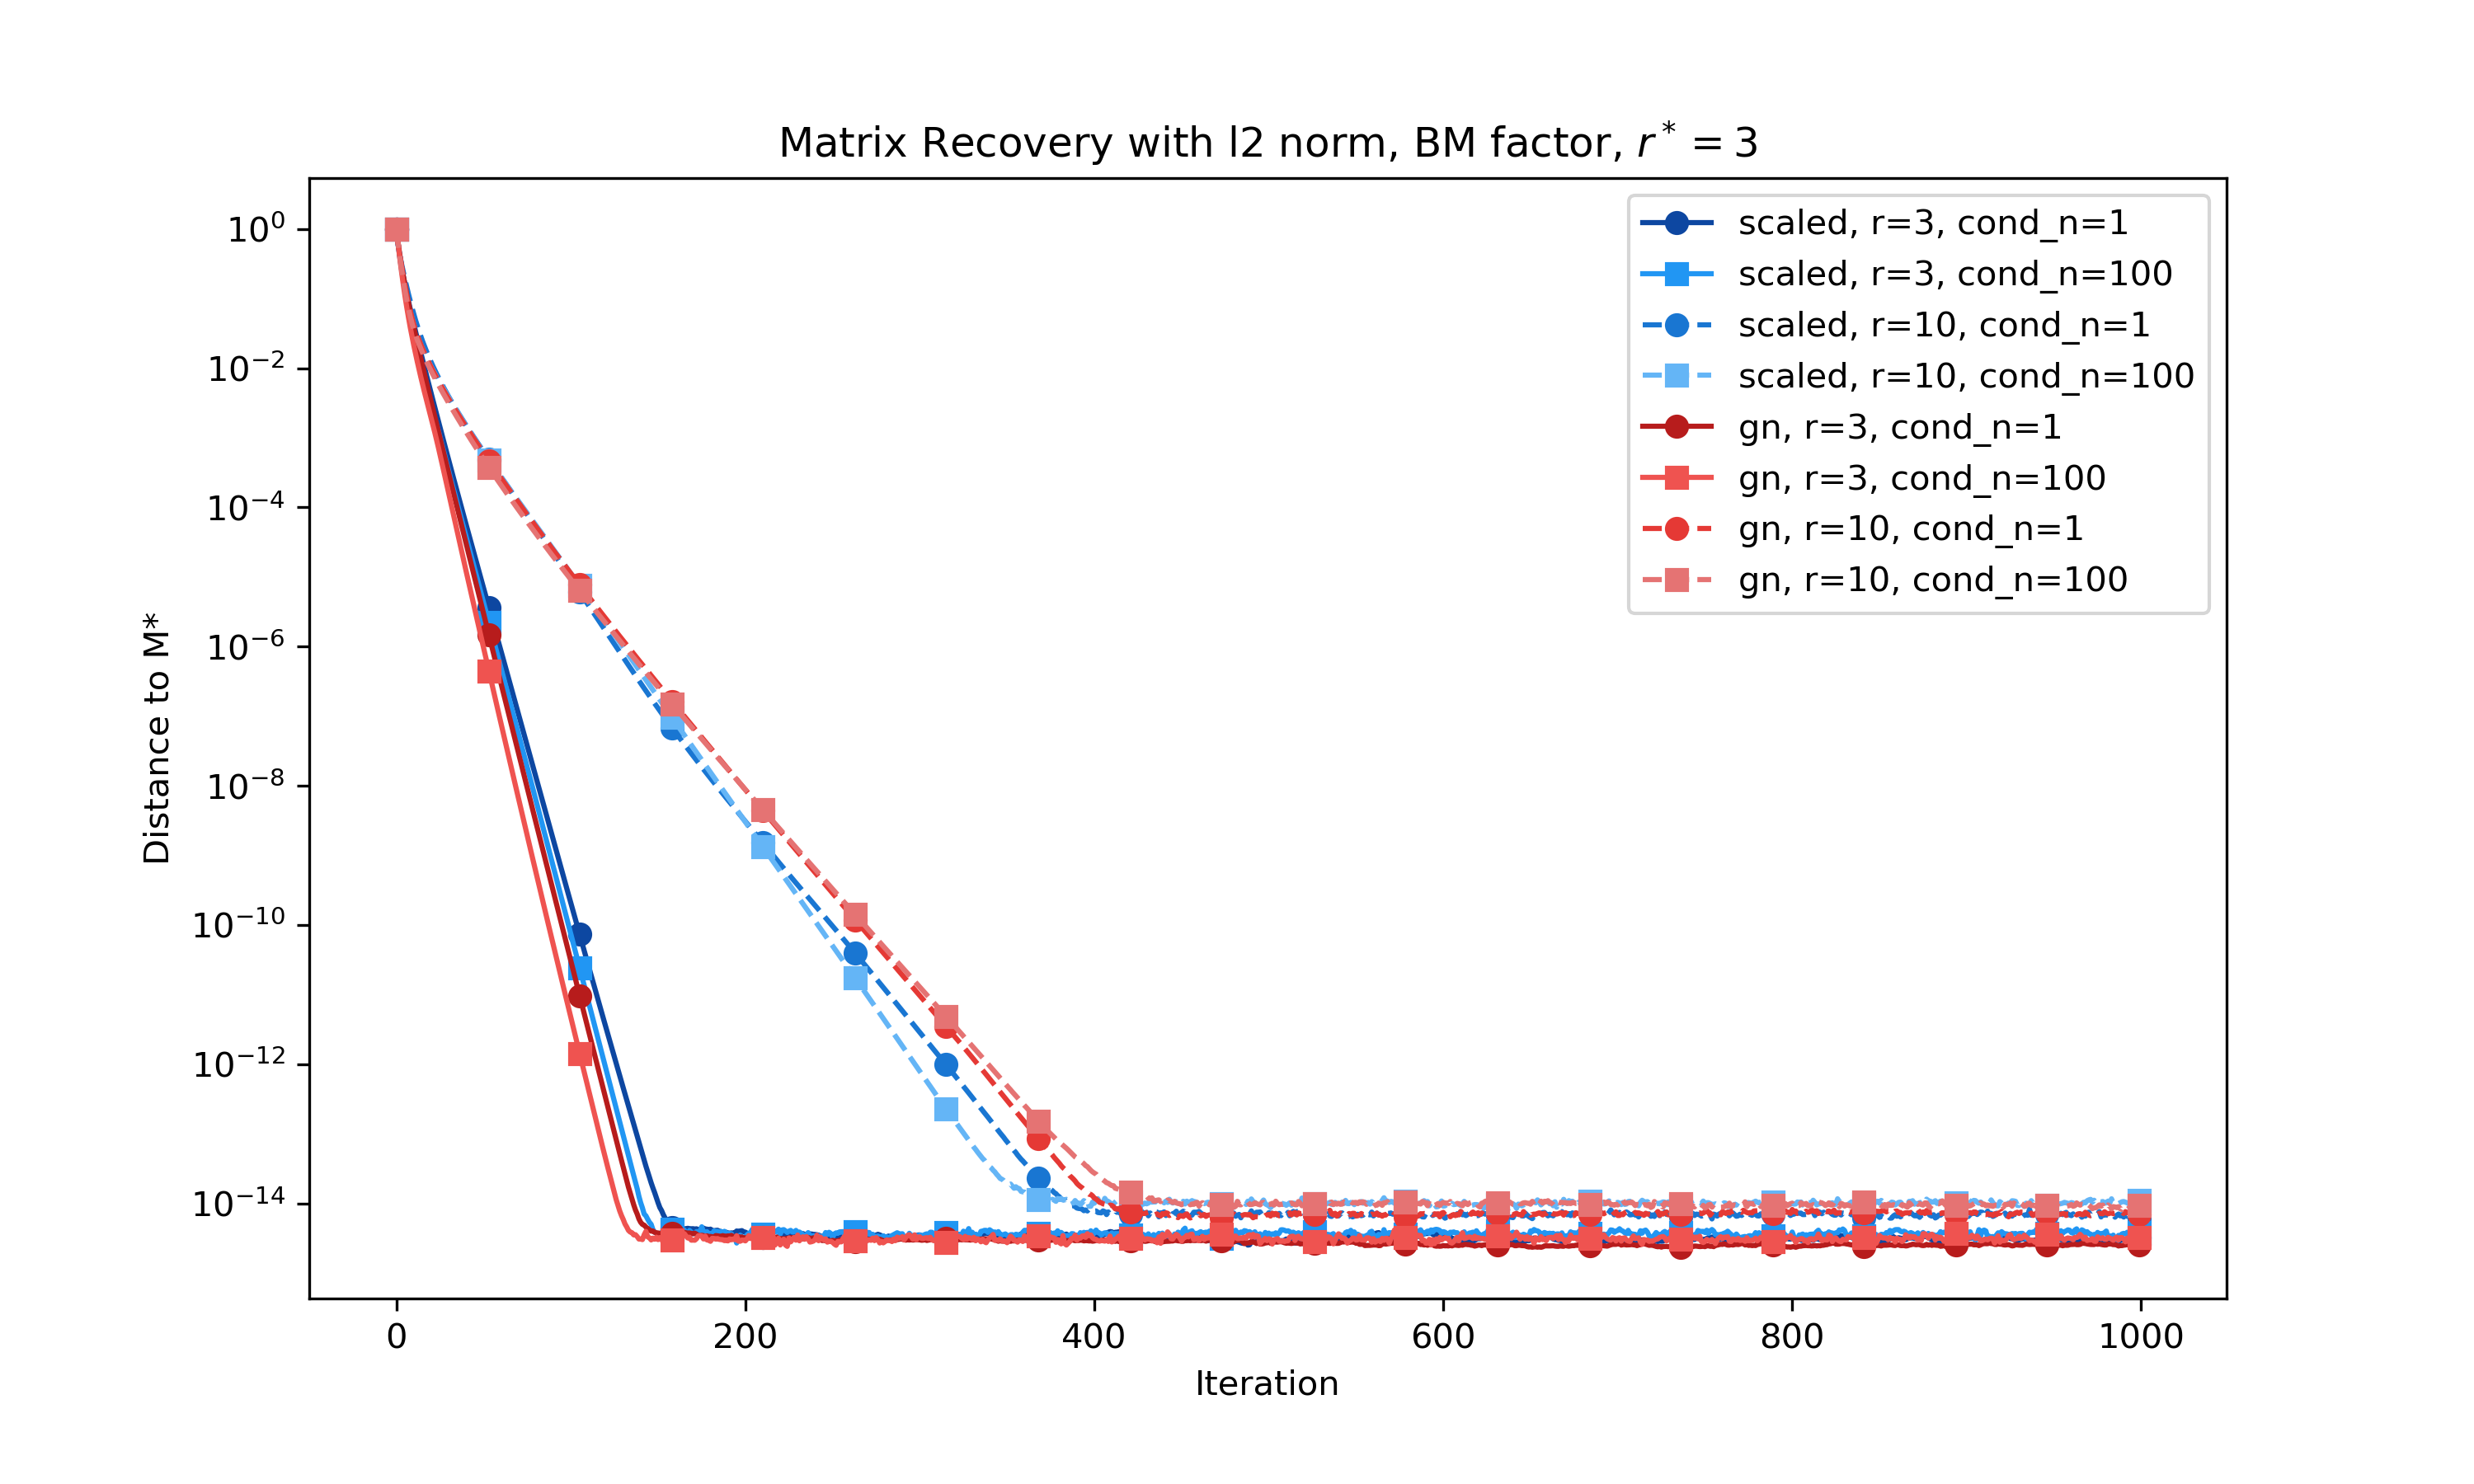 Matrix Recovery with l2 norm, BM factor, r* = 3
scaled, r=3, cond_n=1
scaled, r=3, cond_n=100
scaled, r=10, cond_n=1
scaled, r=10, cond_n=100
gn, r=3, cond_n=1
gn, r=3, cond_n=100
gn, r=10, cond_n=1
gn, r=10, cond_n=100
Distance to M*
10⁰
10⁻²
10⁻⁴
10⁻⁶
10⁻⁸
10⁻¹⁰
10⁻¹²
10⁻¹⁴
0 200 400 600 800 1000
Iteration